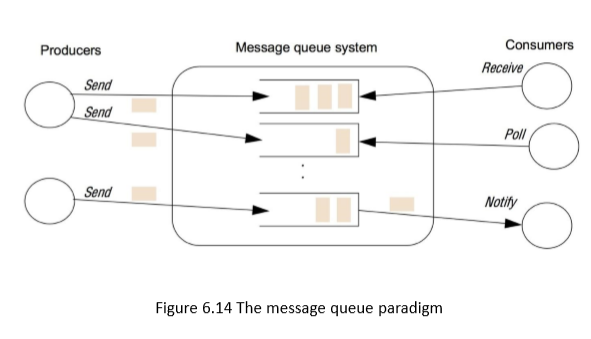 Producers
Message queue system
Consumers
Send
Receive
Send
Poll
Send
Notify
Figure 6.14 The message queue paradigm